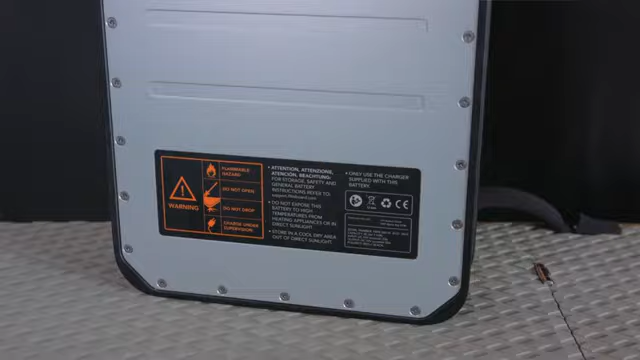 WARNING
FLAMMABLE
HAZARD
DO NOT OPEN
DO NOT DROP
CHARGE UNDER
SUPERVISION
• ATTENTION, ATTENZIONE,
ATENCIÓN, BEACHTUNG:
FOR STORAGE, SAFETY AND
GENERAL BATTERY
INSTRUCTIONS REFER TO:
• DO NOT EXPOSE THIS
BATTERY TO HIGH
TEMPERATURES FROM
HEATING APPLIANCES OR IN
DIRECT SUNLIGHT
• STORE IN A COOL DRY AREA
OUT OF DIRECT SUNLIGHT
• ONLY USE THE CHARGER
SUPPLIED WITH THIS
BATTERY
CE